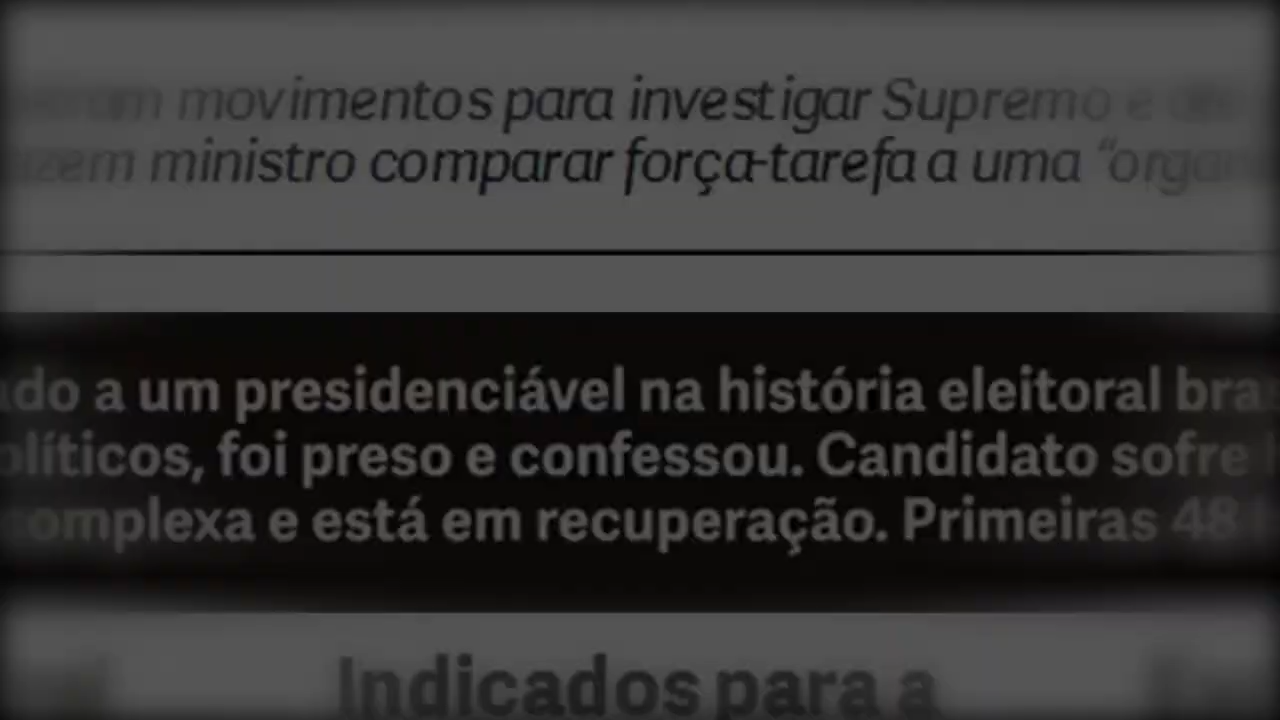 movimentos para investigar Supremo e
ministro comparar força-tarefa a uma
a um presidenciável na história eleitoral
foi preso e confessou. Candidato sofre
complexa e está em recuperação. Primeiras 48
Indicados para a